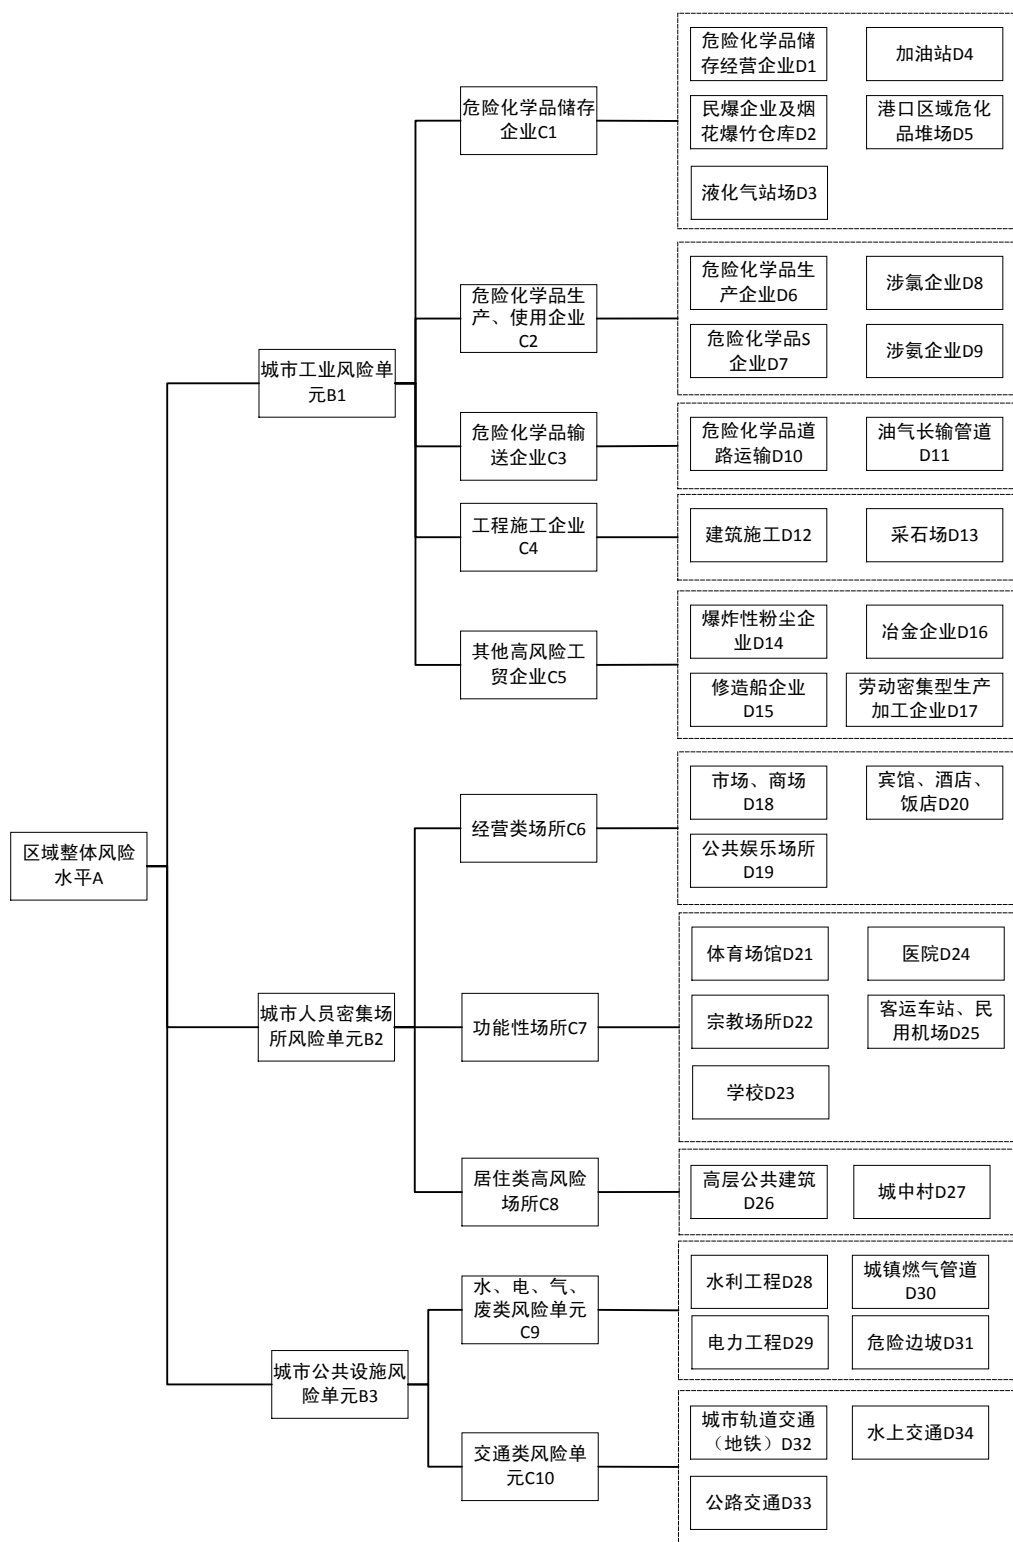 区域整体风险
水平A
城市工业风险单
元B1
危险化学品储存
企业C1
危险化学品储
存经营企业D1
加油站D4
民爆企业及烟
花爆竹仓库D2
港口区域危化
品堆场D5
液化气站场D3
危险化学品生
产、使用企业
C2
危险化学品生
产企业D6
涉氯企业D8
危险化学品S
企业D7
涉氨企业D9
危险化学品输
送企业C3
危险化学品道
路运输D10
油气长输管道
D11
工程施工企业
C4
建筑施工D12
采石场D13
其他高风险工
贸企业C5
爆炸性粉尘企
业D14
冶金企业D16
修造船企业
D15
劳动密集型生产
加工企业D17
城市人员密集场
所风险单元B2
经营类场所C6
市场、商场
D18
宾馆、酒店、
饭店D20
公共娱乐场所
D19
功能性场所C7
体育场馆D21
医院D24
宗教场所D22
客运车站、民
用机场D25
学校D23
居住类高风险
场所C8
高层公共建筑
D26
城中村D27
城市公共设施风
险单元B3
水、电、气、
废类风险单元
C9
水利工程D28
城镇燃气管道
D30
电力工程D29
危险边坡D31
交通类风险单
元C10
城市轨道交通
（地铁）D32
水上交通D34
公路交通D33